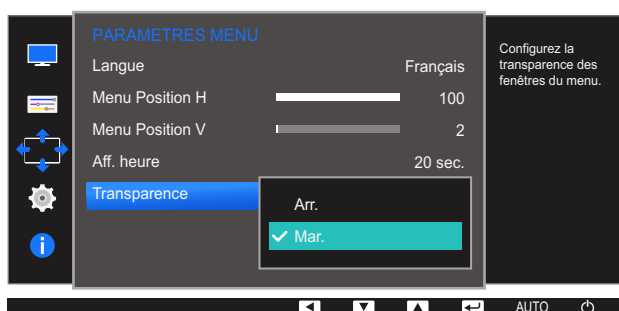 PARAMETRES MENU
Langue Français
Menu Position H 100
Menu Position V 2
Aff. heure 20 sec.
Transparence
Arr.
Mar.
Configurez la
transparence des
fenêtres du menu.
AUTO